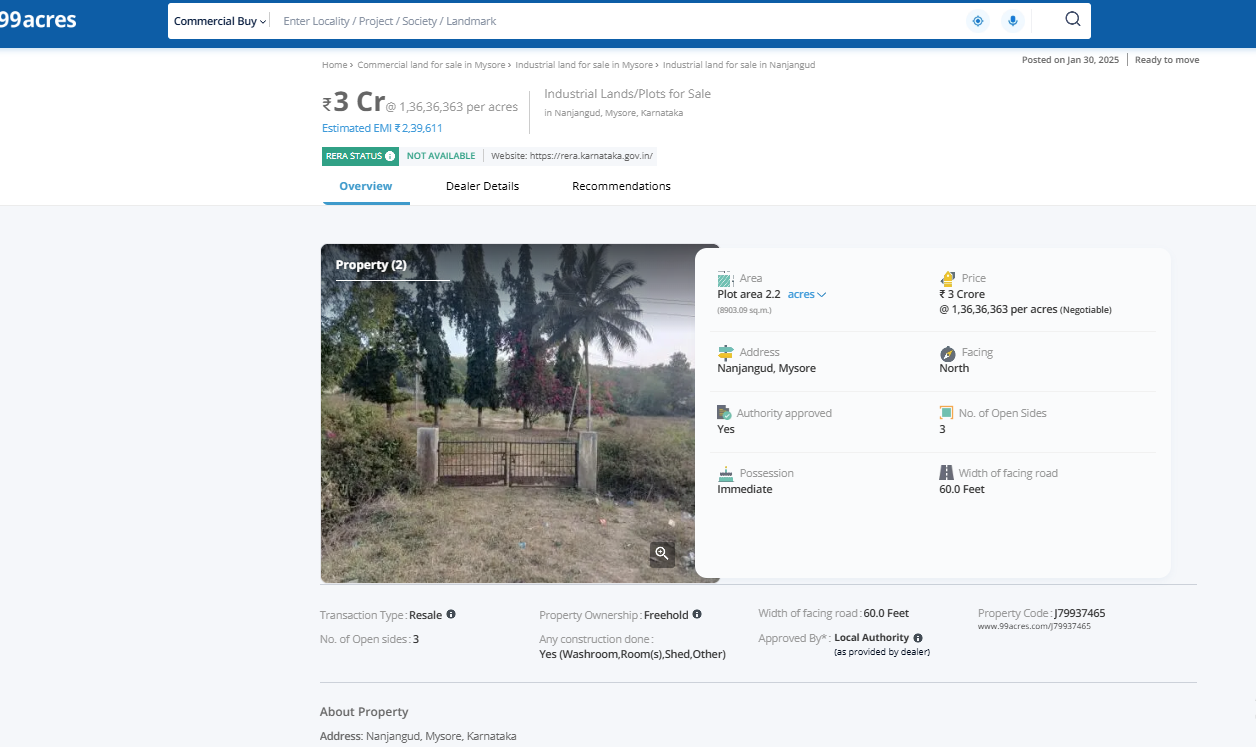 99acres
Commercial Buy Enter Locality / Project / Society / Landmark
Home › Commercial land for sale in Mysore › Industrial land for sale in Mysore › Industrial land for sale in Nanjangud
Posted on Jan 30, 2025 Ready to move
₹ 3 Cr @ 1,36,36,363 per acres
Estimated EMI ₹ 2,39,611
Industrial Lands/Plots for Sale
in Nanjangud, Mysore, Karnataka
RERA STATUS NOT AVAILABLE Website: https://rera.karnataka.gov.in/
Overview Dealer Details Recommendations
Property (2)
Area
Plot area 2.2 acres
(8903.09 sq.m.)
Price
₹ 3 Crore
@ 1,36,36,363 per acres (Negotiable)
Address
Nanjangud, Mysore
Facing
North
Authority approved
Yes
No. of Open Sides
3
Possession
Immediate
Width of facing road
60.0 Feet
Transaction Type : Resale
Property Ownership : Freehold
Width of facing road : 60.0 Feet
Property Code : J79937465
www.99acres.com/J79937465
No. of Open sides : 3
Any construction done :
Yes (Washroom,Room(s),Shed,Other)
Approved By* : Local Authority
(as provided by dealer)
About Property
Address: Nanjangud, Mysore, Karnataka